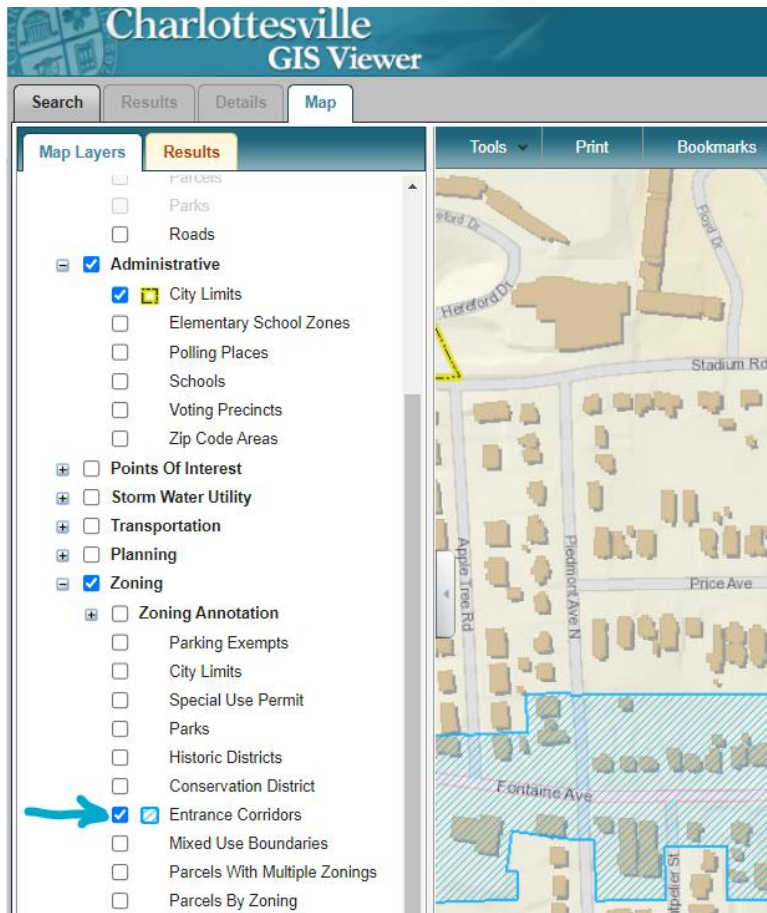 Charlottesville
GIS Viewer
Search
Results
Details
Map
Map Layers
Results
Tools
Print
Bookmarks
Parcels
Parks
Roads
Administrative
City Limits
Elementary School Zones
Polling Places
Schools
Voting Precincts
Zip Code Areas
Points Of Interest
Storm Water Utility
Transportation
Planning
Zoning
Zoning Annotation
Parking Exempts
City Limits
Special Use Permit
Parks
Historic Districts
Conservation District
Entrance Corridors
Mixed Use Boundaries
Parcels With Multiple Zonings
Parcels By Zoning
Floyd Dr
Hereford Dr
Stadium Rd
Apple Tree Rd
Piedmont Ave N
Price Ave
Fontaine Ave